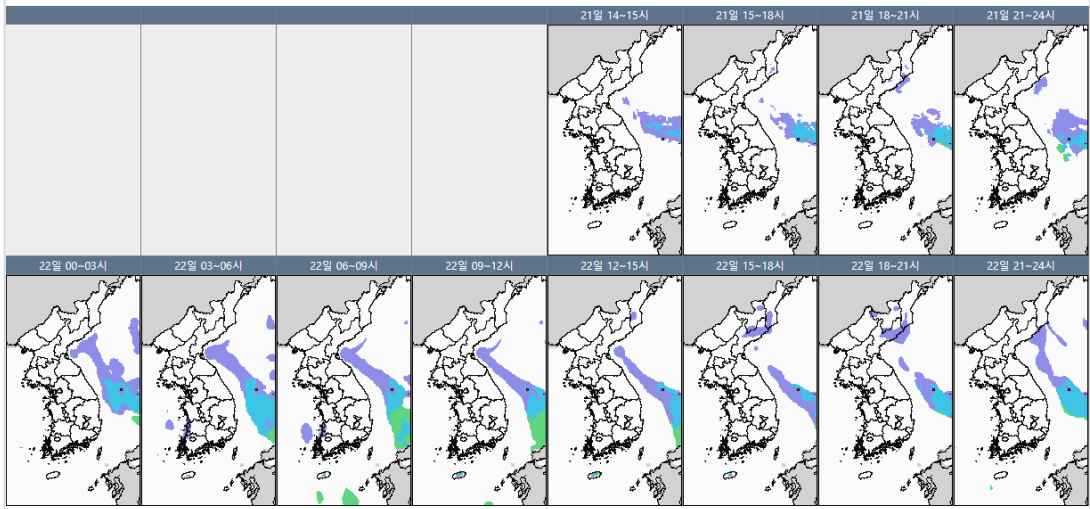 21일 14~15시
21일 15~18시
21일 18~21시
21일 21~24시
22일 00~03시
22일 03~06시
22일 06~09시
22일 09~12시
22일 12~15시
22일 15~18시
22일 18~21시
22일 21~24시